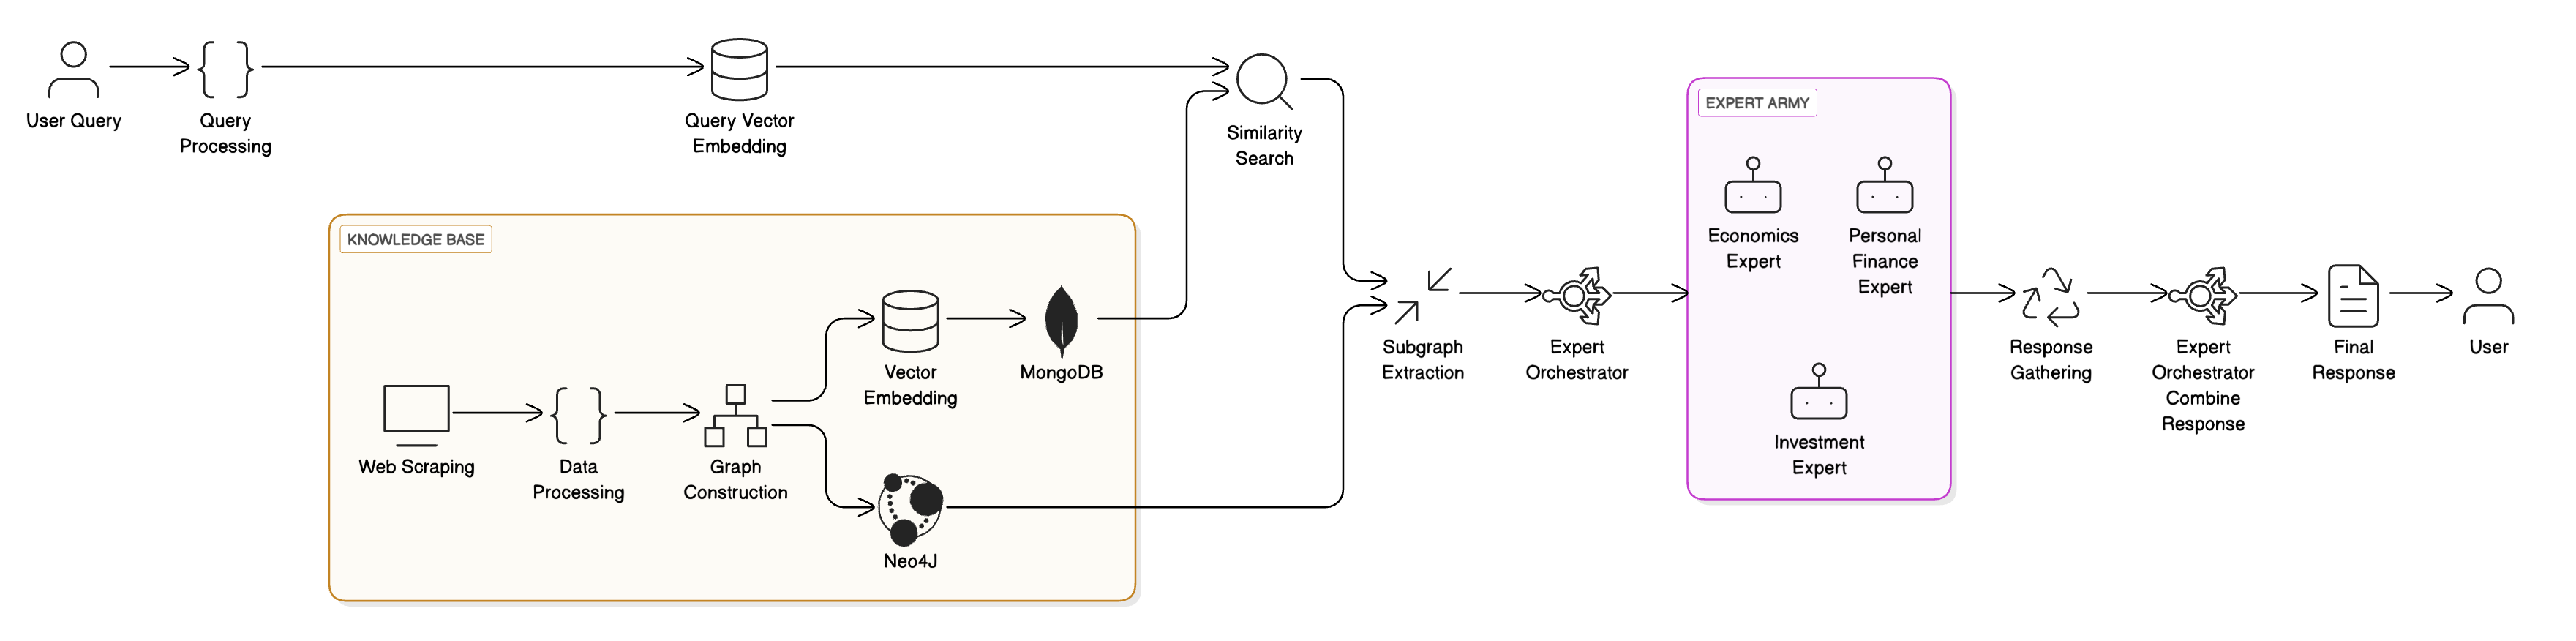 User Query
Query
Processing
Query Vector
Embedding
Similarity
Search
KNOWLEDGE BASE
Web Scraping
Data
Processing
Graph
Construction
Vector
Embedding
MongoDB
Neo4J
Subgraph
Extraction
Expert
Orchestrator
EXPERT ARMY
Economics
Expert
Personal
Finance
Expert
Investment
Expert
Response
Gathering
Expert
Orchestrator
Combine
Response
Final
Response
User